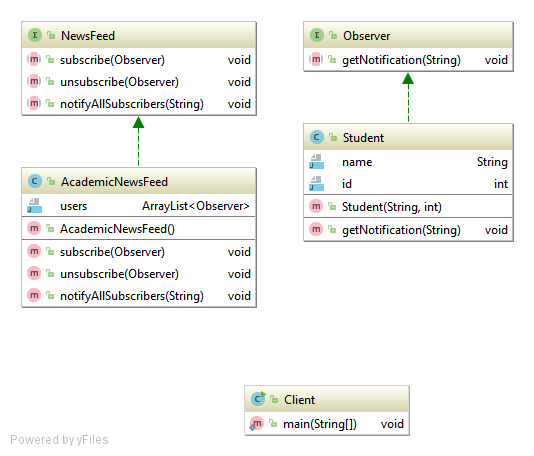 NewsFeed
subscribe(Observer) void
unsubscribe(Observer) void
notifyAllSubscribers(String) void
Observer
getNotification(String) void
AcademicNewsFeed
users ArrayList<Observer>
AcademicNewsFeed()
subscribe(Observer) void
unsubscribe(Observer) void
notifyAllSubscribers(String) void
Student
name String
id int
Student(String, int)
getNotification(String) void
Client
main(String[]) void
Powered by yFiles